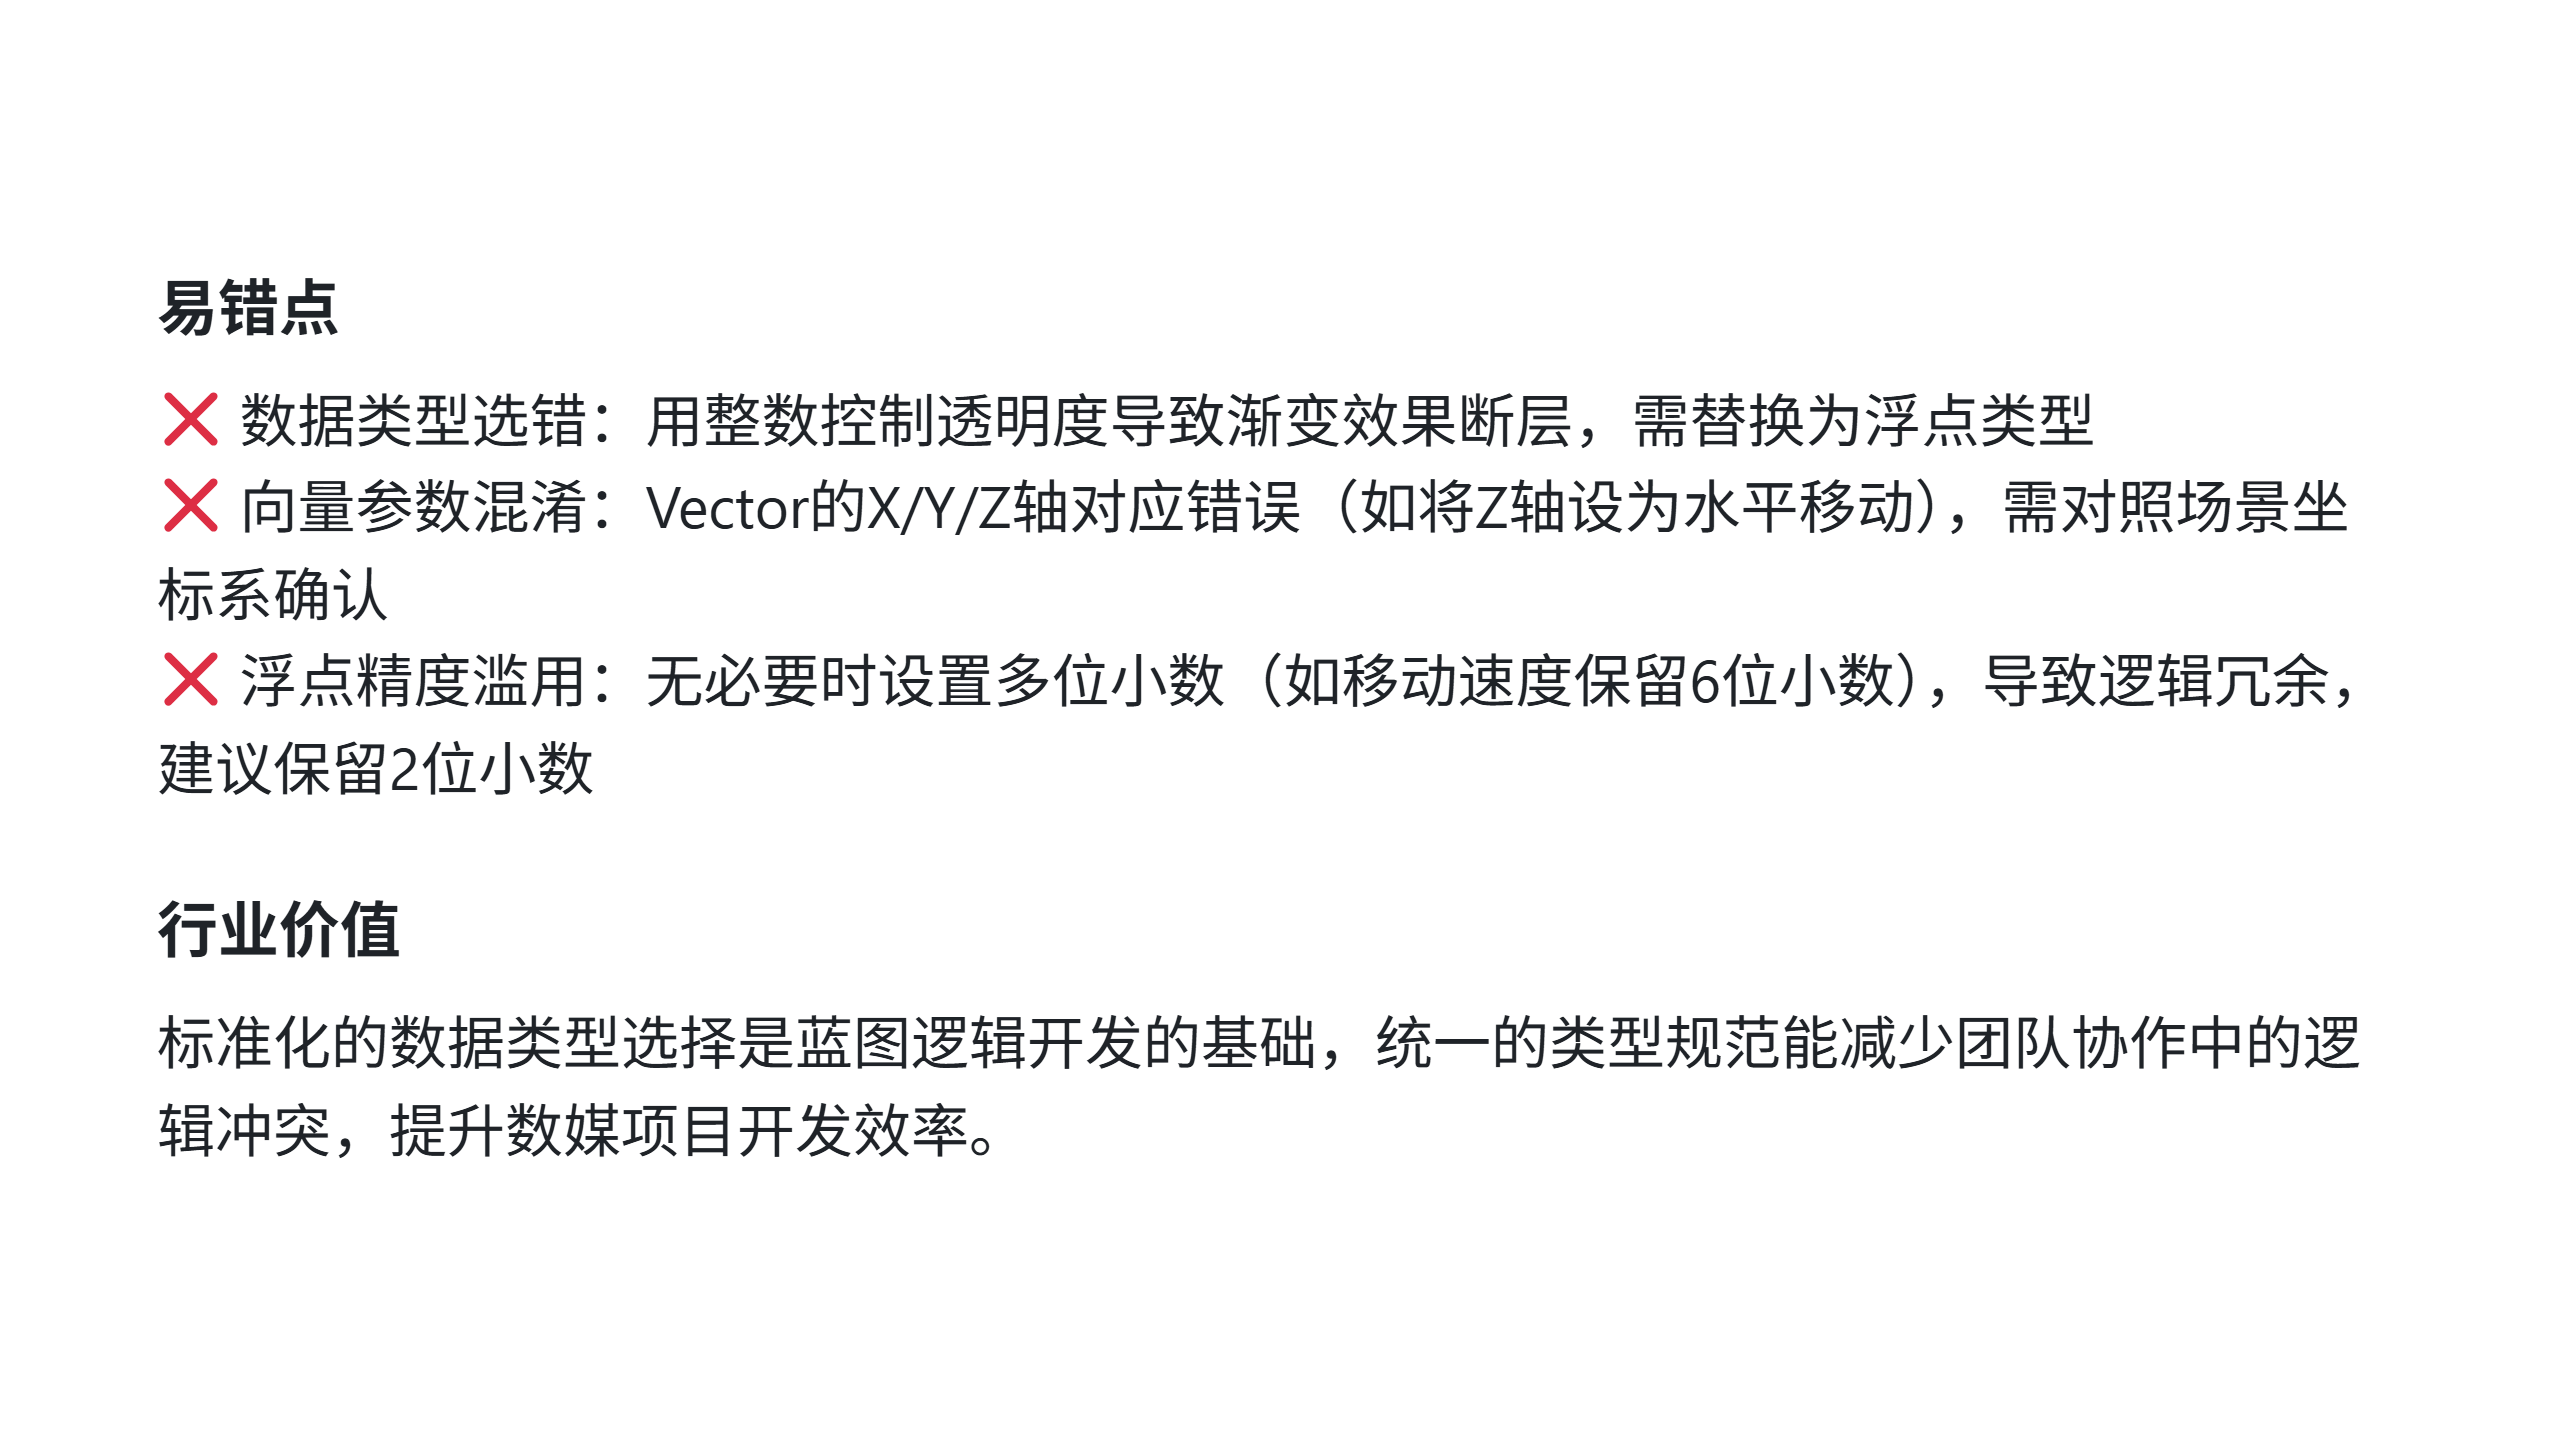 易错点
❌ 数据类型选错：用整数控制透明度导致渐变效果断层，需替换为浮点类型
❌ 向量参数混淆：Vector的X/Y/Z轴对应错误（如将Z轴设为水平移动），需对照场景坐
标系确认
❌ 浮点精度滥用：无必要时设置多位小数（如移动速度保留6位小数），导致逻辑冗余，
建议保留2位小数
行业价值
标准化的数据类型选择是蓝图逻辑开发的基础，统一的类型规范能减少团队协作中的逻
辑冲突，提升数媒项目开发效率。